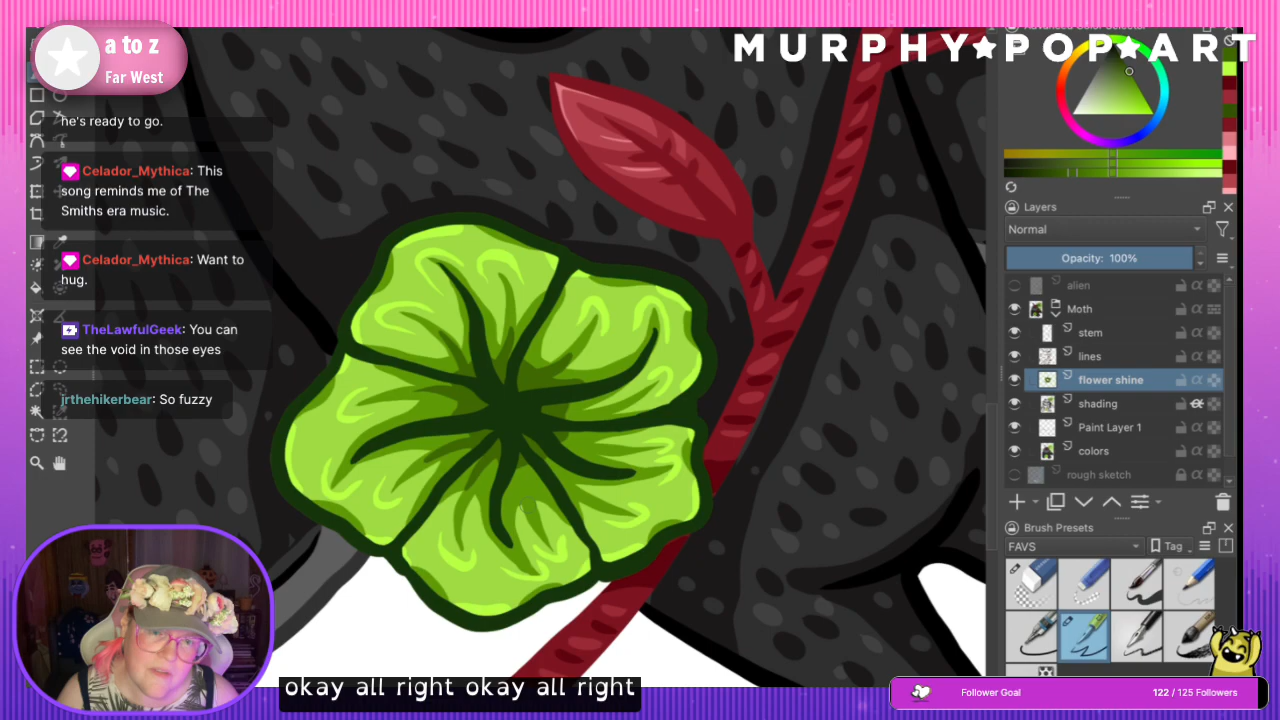 a to z
Far West
MURPHY★POP★ART
Advanced Color Selector
he's ready to go.
Celador_Mythica: This
song reminds me of The
Smiths era music.
Celador_Mythica: Want to
hug.
TheLawfulGeek: You can
see the void in those eyes
jrthehikerbear: So fuzzy
Layers
Normal
Opacity: 100%
alien
Moth
stem
lines
flower shine
shading
Paint Layer 1
colors
rough sketch
Brush Presets
FAVS
Tag
okay all right okay all right
Follower Goal
122 / 125 Followers